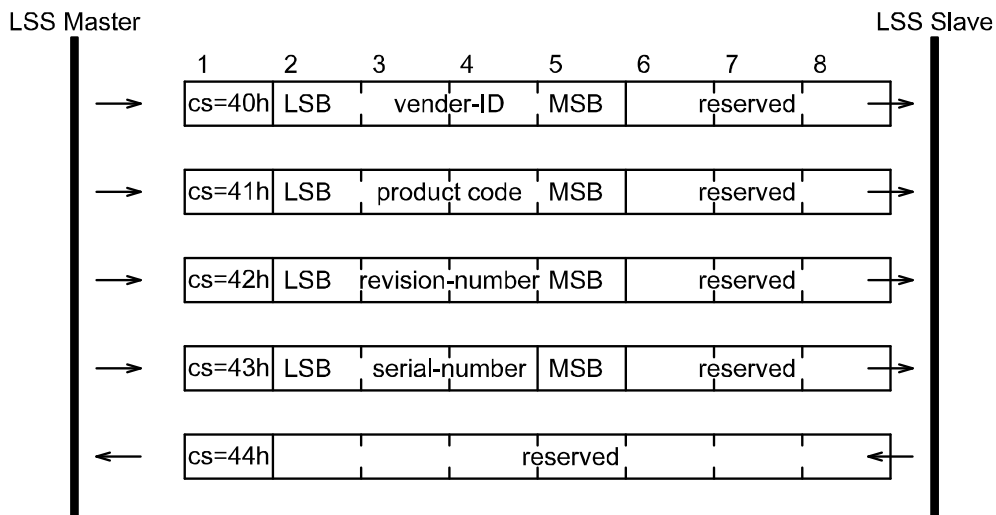 LSS Master LSS Slave
1 2 3 4 5 6 7 8
cs=40h LSB vender-ID MSB reserved
cs=41h LSB product code MSB reserved
cs=42h LSB revision-number MSB reserved
cs=43h LSB serial-number MSB reserved
cs=44h reserved